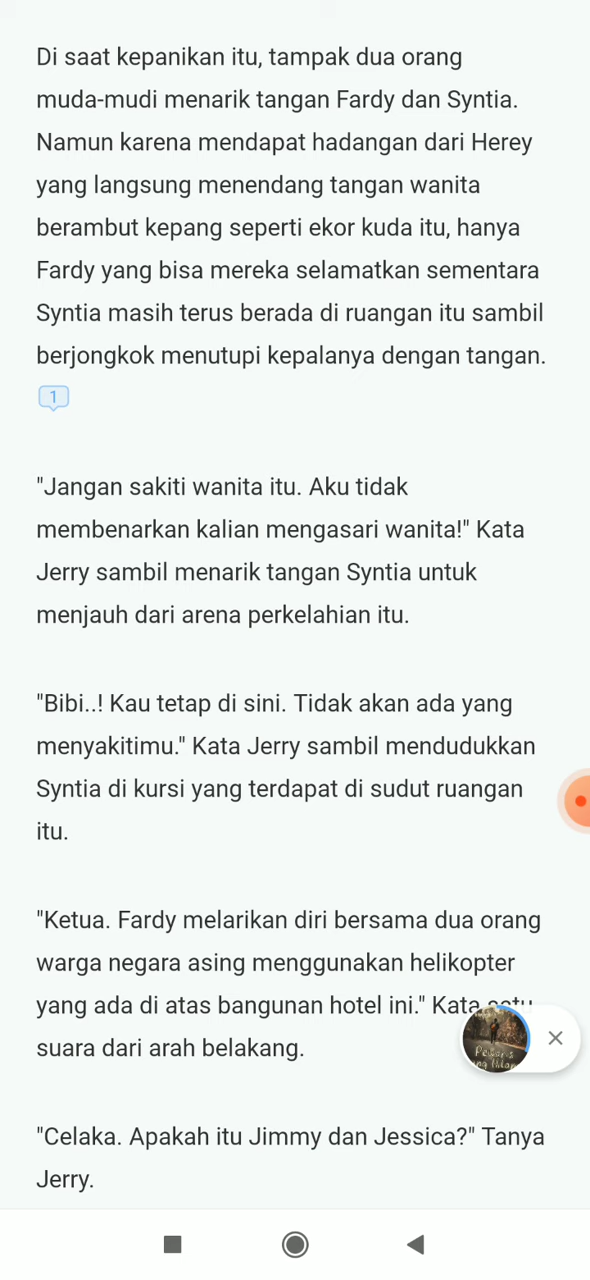 Di saat kepanikan itu, tampak dua orang
muda-mudi menarik tangan Fardy dan Syntia.
Namun karena mendapat hadangan dari Herey
yang langsung menendang tangan wanita
berambut kepang seperti ekor kuda itu, hanya
Fardy yang bisa mereka selamatkan sementara
Syntia masih terus berada di ruangan itu sambil
berjongkok menutupi kepalanya dengan tangan.
1
"Jangan sakiti wanita itu. Aku tidak
membenarkan kalian mengasari wanita!" Kata
Jerry sambil menarik tangan Syntia untuk
menjauh dari arena perkelahian itu.
"Bibi..! Kau tetap di sini. Tidak akan ada yang
menyakitimu." Kata Jerry sambil mendudukkan
Syntia di kursi yang terdapat di sudut ruangan
itu.
"Ketua. Fardy melarikan diri bersama dua orang
warga negara asing menggunakan helikopter
yang ada di atas bangunan hotel ini." Kata satu
suara dari arah belakang.
"Celaka. Apakah itu Jimmy dan Jessica?" Tanya
Jerry.